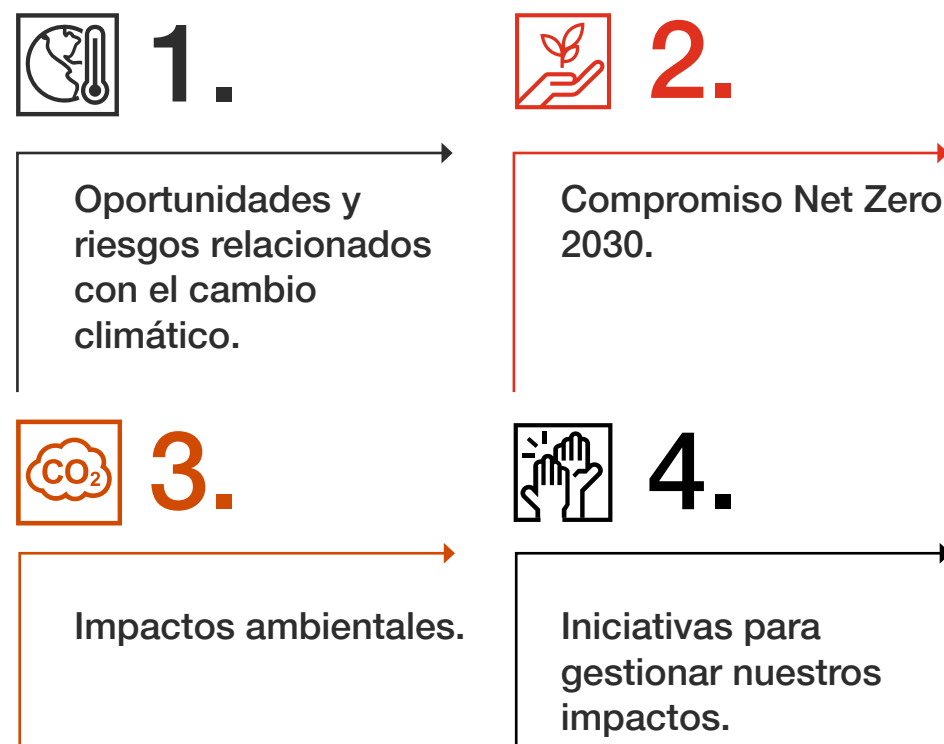 1.
Oportunidades y
riesgos relacionados
con el cambio
climático.
2.
Compromiso Net Zero
2030.
CO₂
3.
Impactos ambientales.
4.
Iniciativas para
gestionar nuestros
impactos.